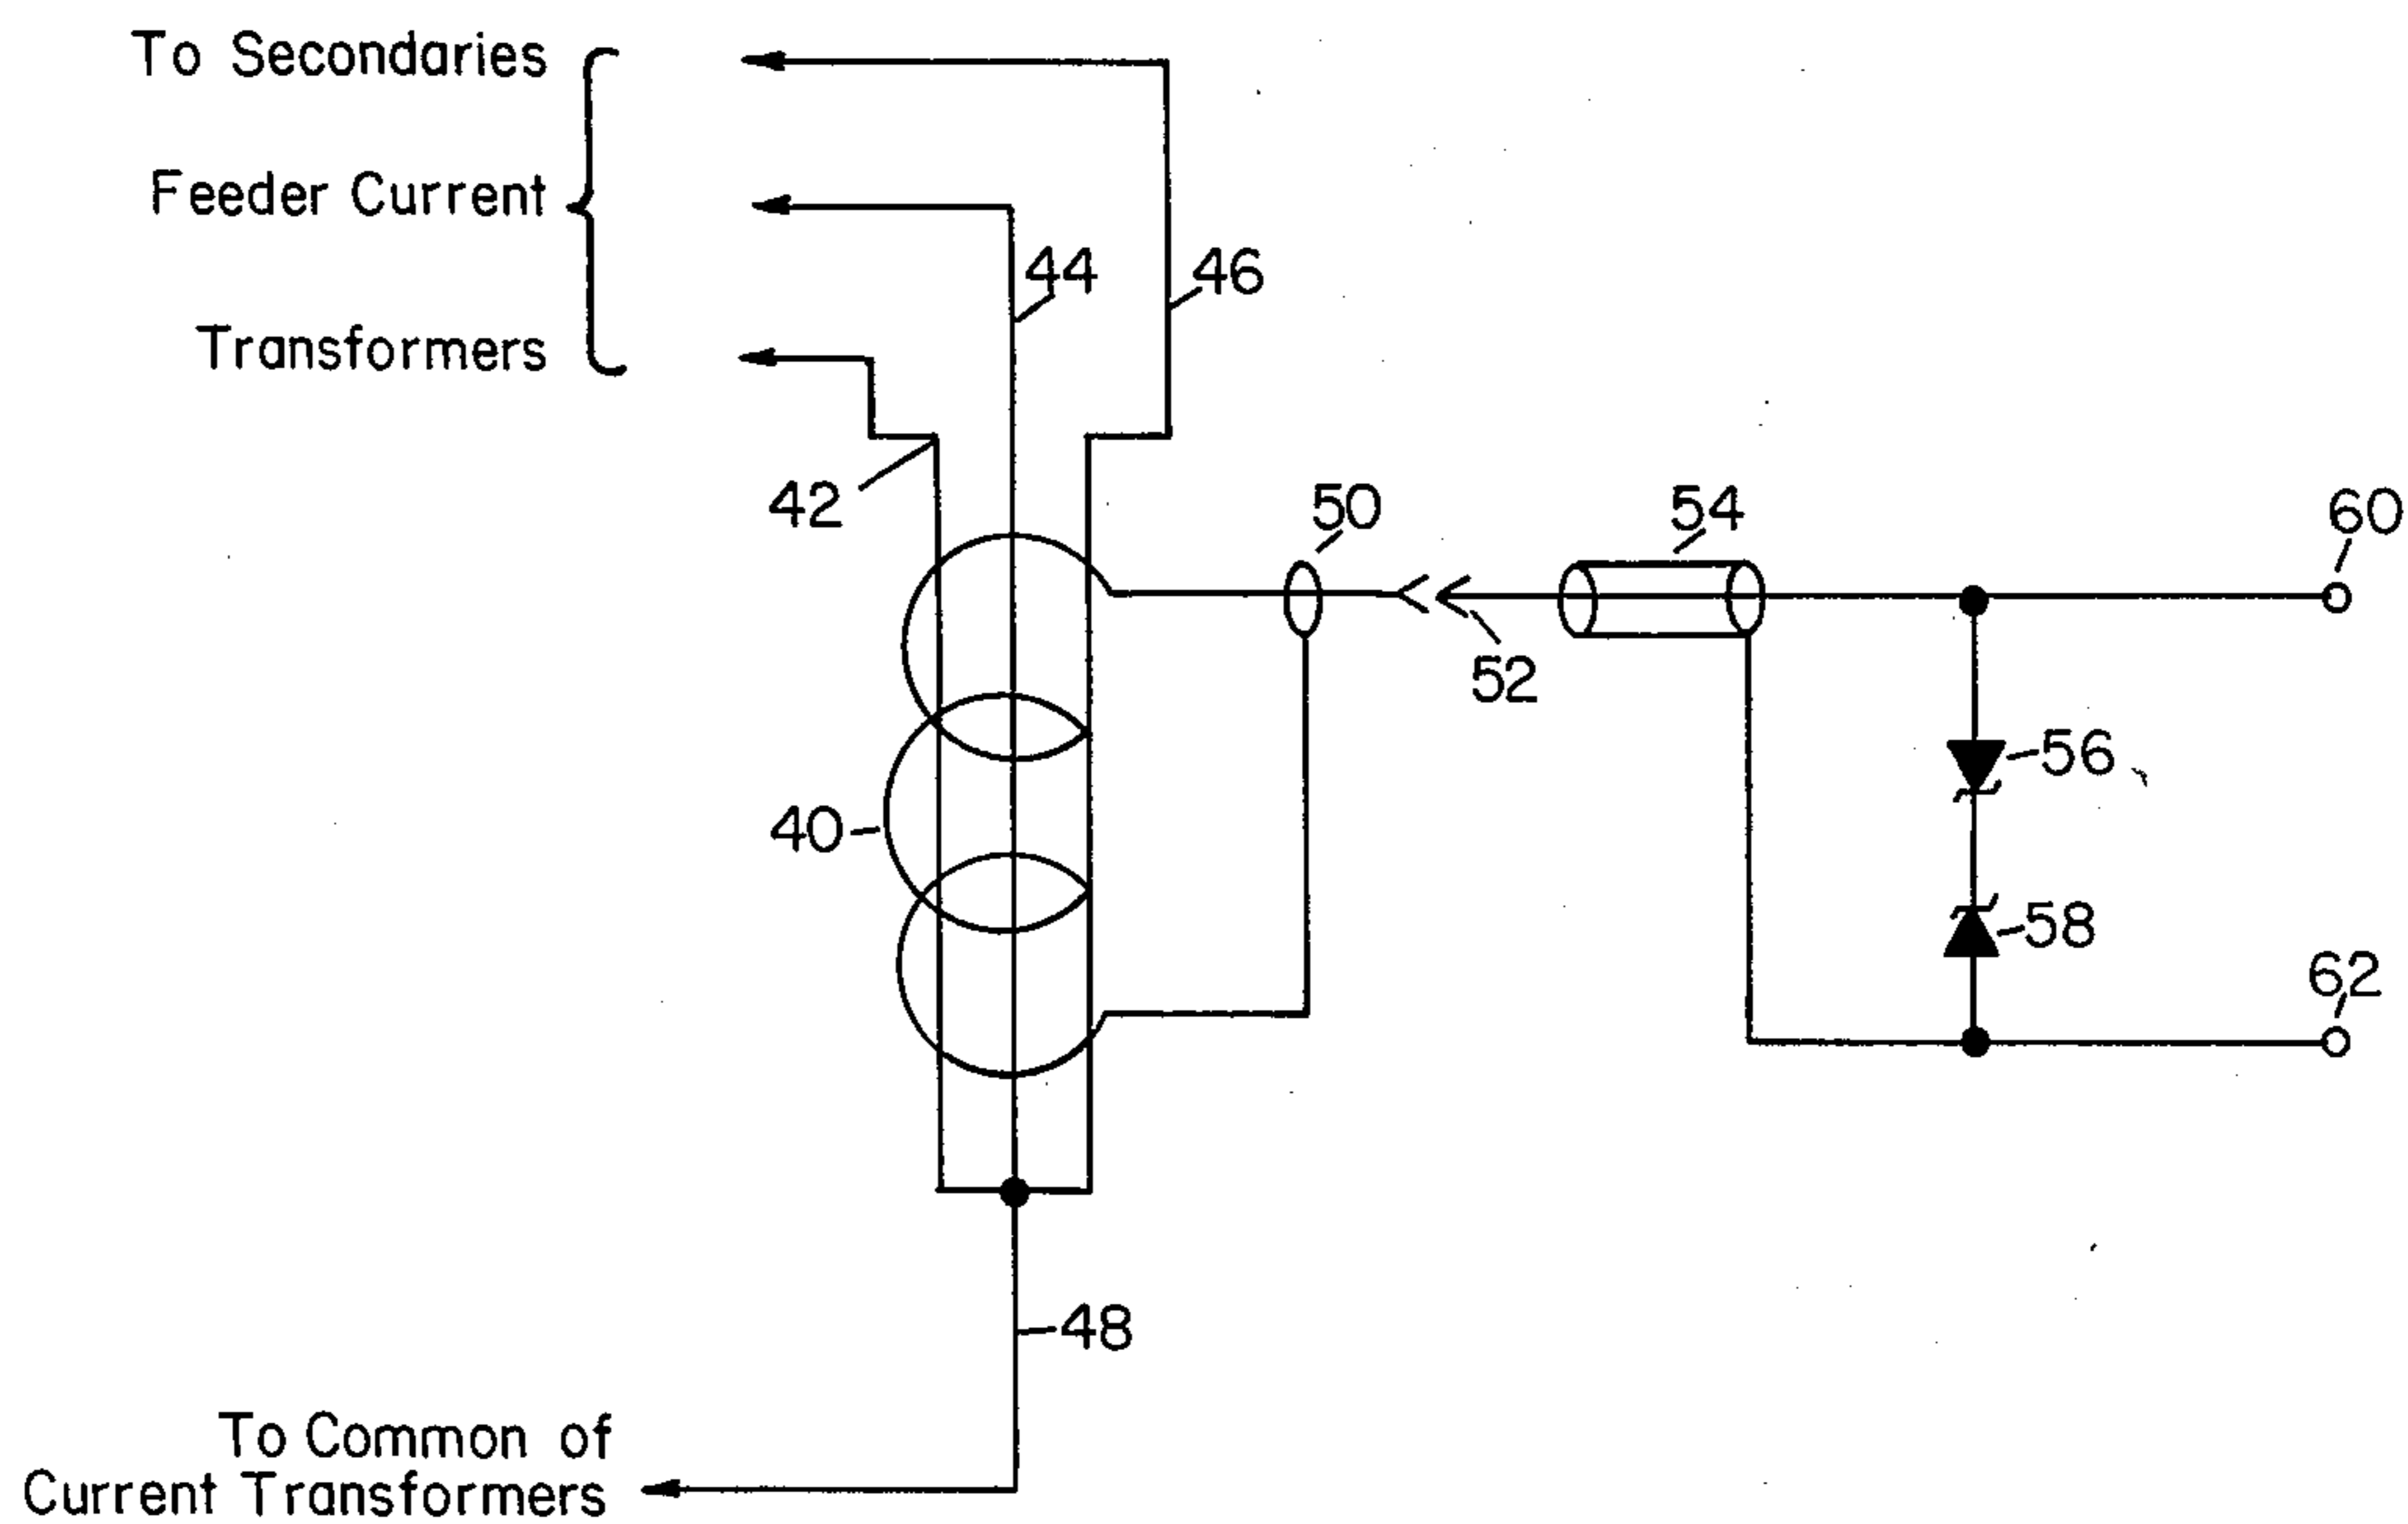 To Secondaries
Feeder Current
Transformers
44
46
42
50
54
60
52
56
40
58
62
48
To Common of
Current Transformers